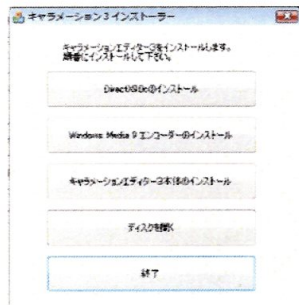 キャラメーション3 インストーラー
キャラメーションエディター3をインストールします。
順番にインストールして下さい。
DirectX9.0cのインストール
Windows Media 9 エンコーダーのインストール
キャラメーションエディター3本体のインストール
ディスクを開く
終了